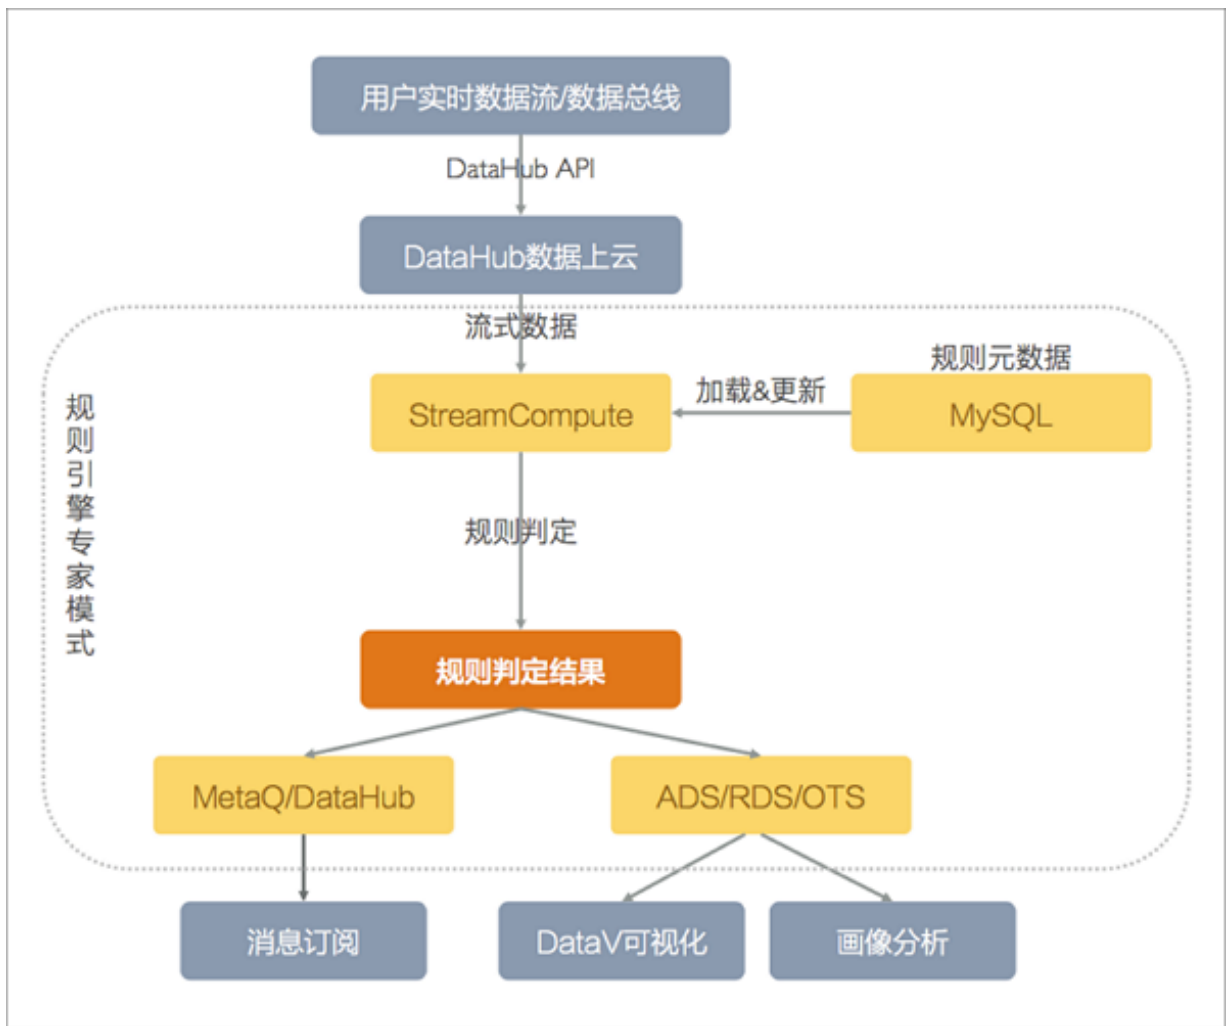 用户实时数据流/数据总线
DataHub API
DataHub数据上云
流式数据
规则元数据
加载&更新
StreamCompute
MySQL
规则引擎专家模式
规则判定
规则判定结果
MetaQ/DataHub
ADS/RDS/OTS
消息订阅
DataV可视化
画像分析